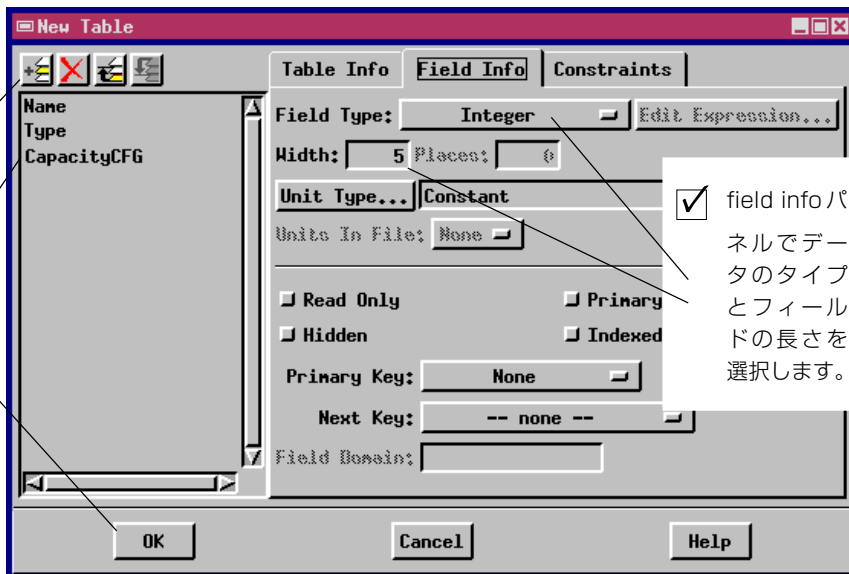 New Table
Table Info Field Info Constraints
Name
Type
CapacityCFG
Field Type: Integer Edit Expression...
Width: 5 Places: 0
Unit Type... Constant
Units In File: None
Read Only Primary
Hidden Indexed
Primary Key: None
Next Key: -- none --
Field Domain:
field infoパ
ネルでデー
タのタイプ
とフィール
ドの長さを
選択します。
OK Cancel Help